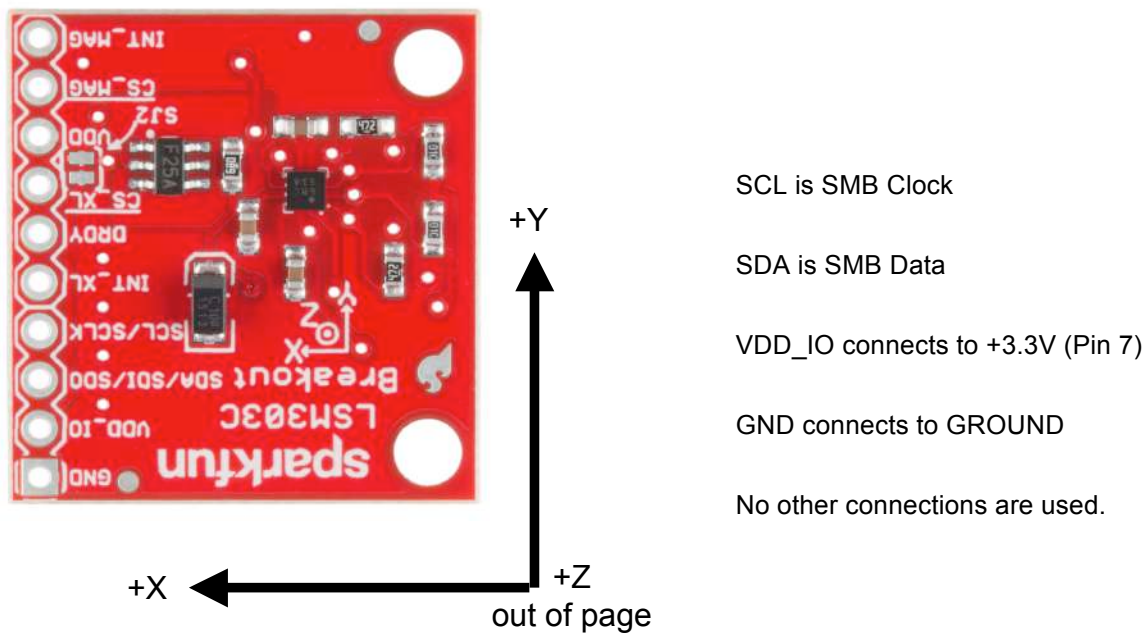 INT_MAG
CS_MAG
SJ2
VDD
F25A
472
CS_XL
DRDY
INT_XL
SCL/SCLK
SDA/SDI/SDO
VDD_IO
GND
Y
Z
X
Breakout
LSM303C
sparkfun
+Y
+X
+Z
out of page
SCL is SMB Clock
SDA is SMB Data
VDD_IO connects to +3.3V (Pin 7)
GND connects to GROUND
No other connections are used.